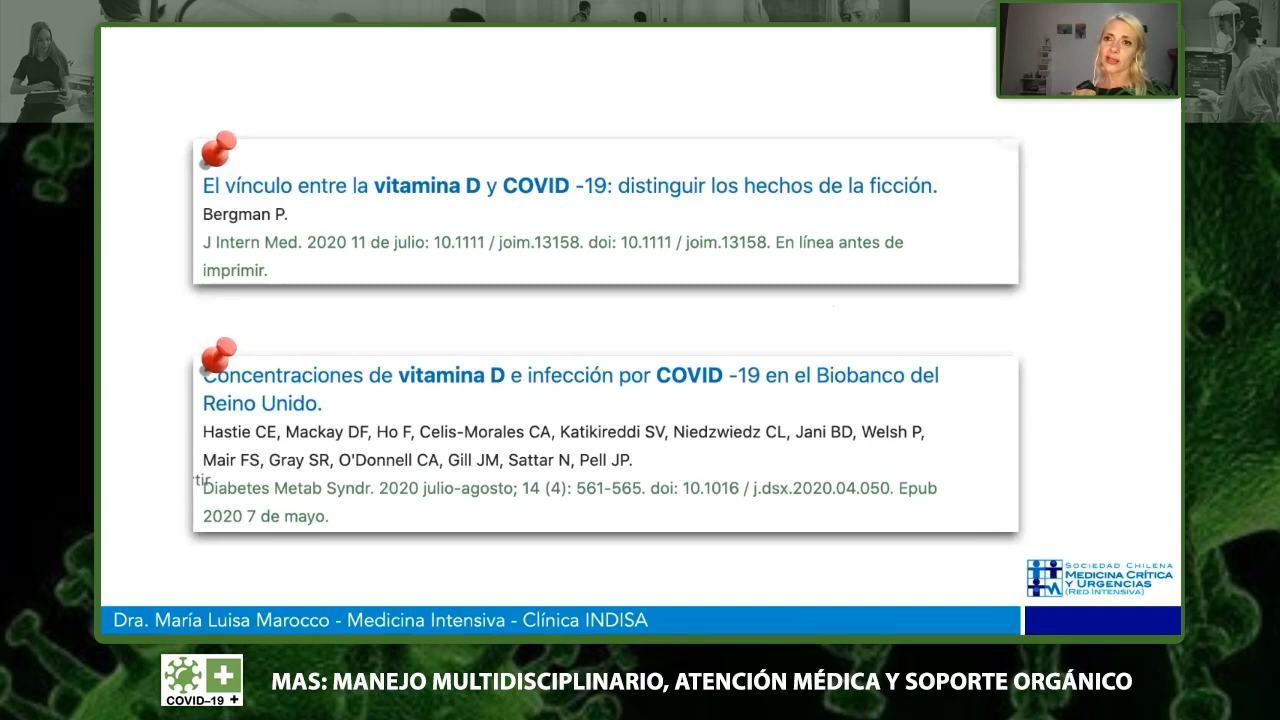 El vínculo entre la vitamina D y COVID -19: distinguir los hechos de la ficción.
Bergman P.
J Intern Med. 2020 11 de julio: 10.1111 / joim.13158. doi: 10.1111 / joim.13158. En línea antes de
imprimir.
Concentraciones de vitamina D e infección por COVID -19 en el Biobanco del
Reino Unido.
Hastie CE, Mackay DF, Ho F, Celis-Morales CA, Katikireddi SV, Niedzwiedz CL, Jani BD, Welsh P,
Mair FS, Gray SR, O'Donnell CA, Gill JM, Sattar N, Pell JP.
tir
Diabetes Metab Syndr. 2020 julio-agosto; 14 (4): 561-565. doi: 10.1016 / j.dsx.2020.04.050. Epub
2020 7 de mayo.
SOCIEDAD CHILENA
MEDICINA CRÍTICA
Y URGENCIAS
(RED INTENSIVA)
Dra. María Luisa Marocco - Medicina Intensiva - Clínica INDISA
COVID-19 +
MAS: MANEJO MULTIDISCIPLINARIO, ATENCIÓN MÉDICA Y SOPORTE ORGÁNICO